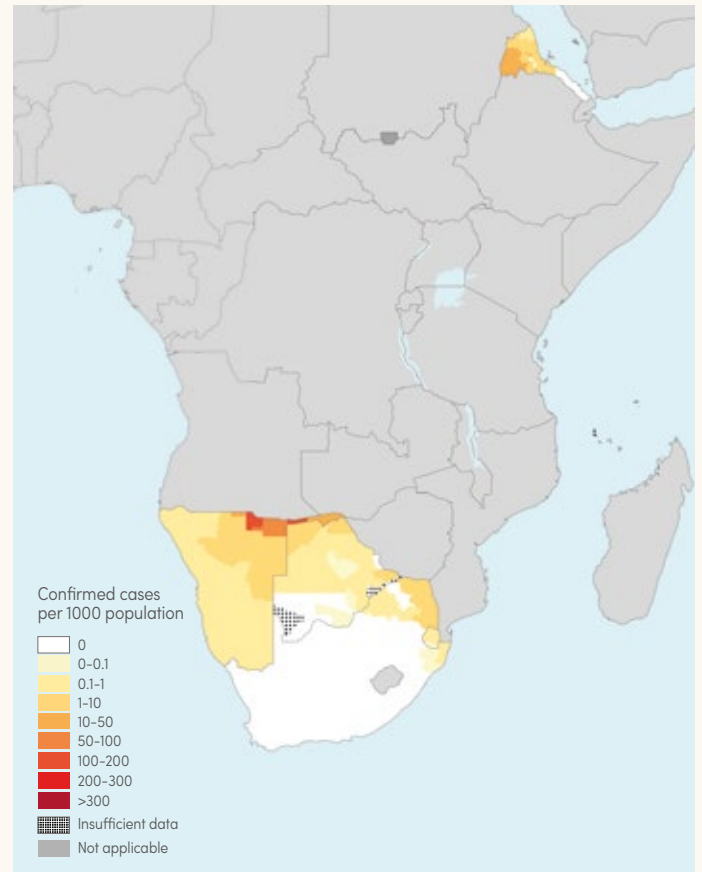 Confirmed cases
per 1000 population
0
0-0.1
0.1-1
1-10
10-50
50-100
100-200
200-300
>300
Insufficient data
Not applicable